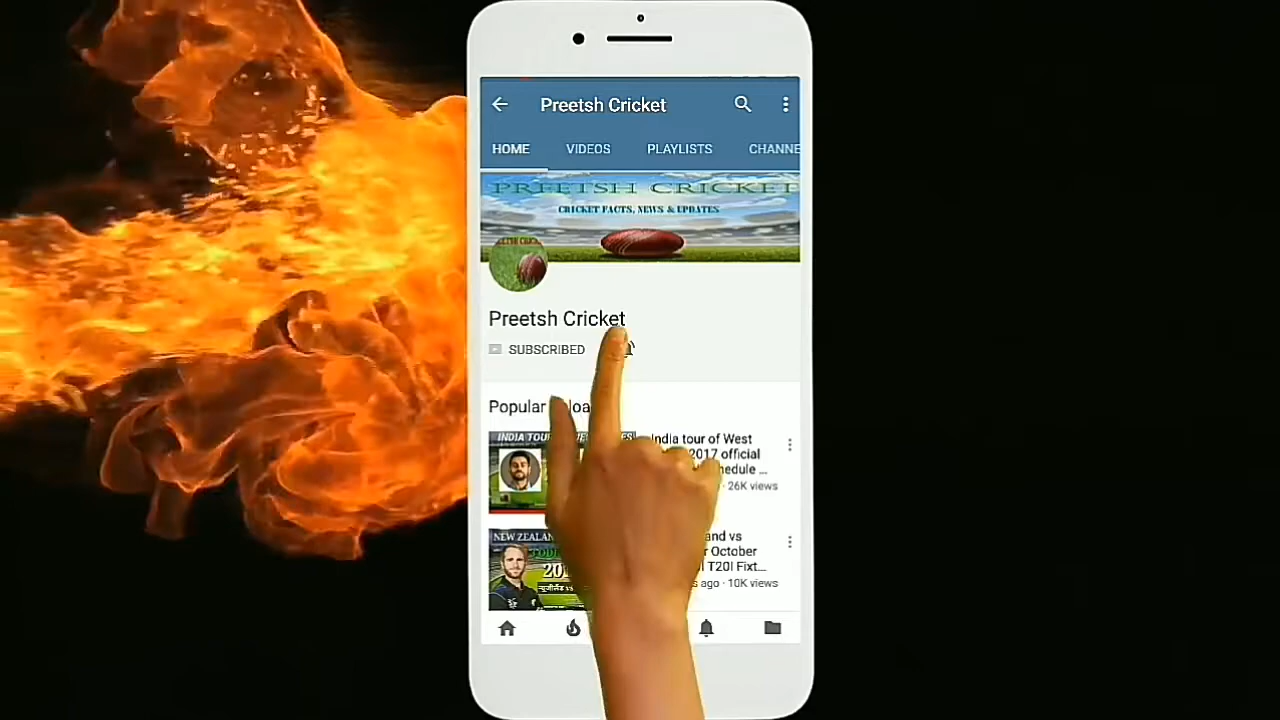 Preetsh Cricket
HOME VIDEOS PLAYLISTS CHANNE
PREETSH CRICKET
CRICKET FACTS, NEWS & UPDATES
Preetsh Cricket
SUBSCRIBED
Popular
INDIA TOUR
India tour of West
2017 official
26K views
NEW ZEALAN
and vs
October
T20I Fixt...
ago · 10K views